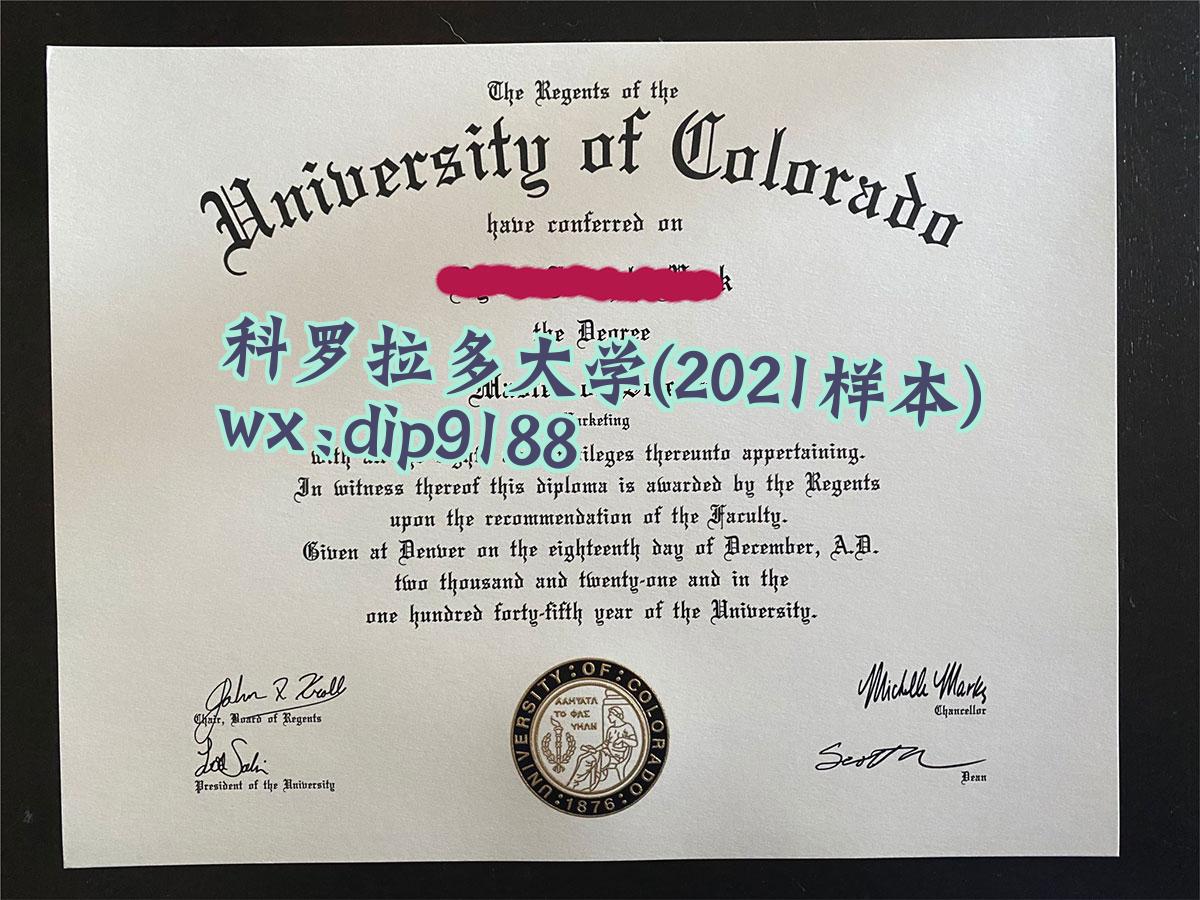 The Regents of the
University of Colorado
have conferred on
the Degree
科罗拉多大学(2021样本)
wx:dip9188
thereunto appertaining.
In witness thereof this diploma is awarded by the Regents
upon the recommendation of the Faculty.
Given at Denver on the eighteenth day of December, A.D.
two thousand and twenty-one and in the
one hundred forty-fifth year of the University.
Chair, Board of Regents
President of the University
UNIVERSITY OF COLORADO
1876
Michelle Marks
Chancellor
Dean